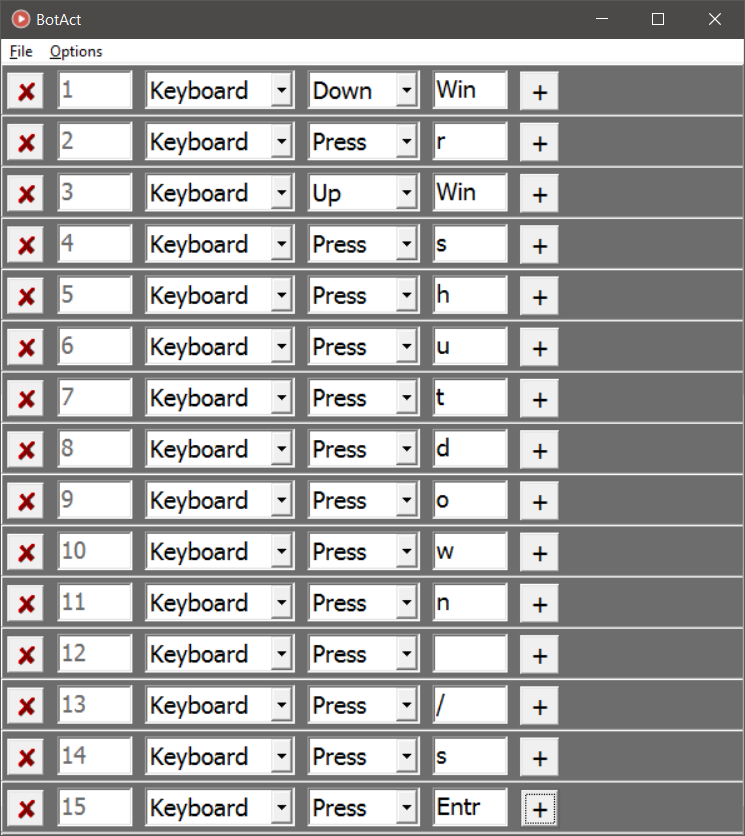 BotAct
File Options
1 Keyboard Down Win +
2 Keyboard Press r +
3 Keyboard Up Win +
4 Keyboard Press s +
5 Keyboard Press h +
6 Keyboard Press u +
7 Keyboard Press t +
8 Keyboard Press d +
9 Keyboard Press o +
10 Keyboard Press w +
11 Keyboard Press n +
12 Keyboard Press +
13 Keyboard Press / +
14 Keyboard Press s +
15 Keyboard Press Entr +